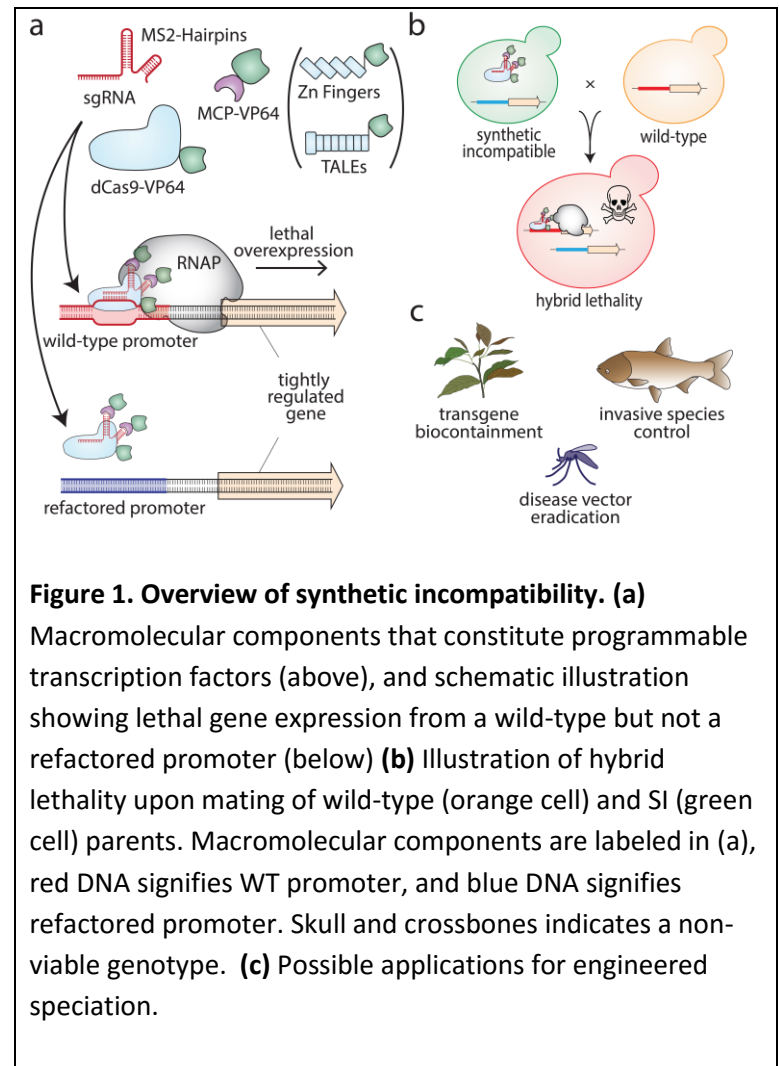 a
MS2-Hairpins
sgRNA
MCP-VP64
Zn Fingers
TALEs
dCas9-VP64
RNAP
lethal
overexpression
wild-type promoter
tightly
regulated
gene
refactored promoter
b
×
synthetic
incompatible
wild-type
hybrid lethality
c
transgene
biocontainment
invasive species
control
disease vector
eradication
Figure 1. Overview of synthetic incompatibility. (a)
Macromolecular components that constitute programmable
transcription factors (above), and schematic illustration
showing lethal gene expression from a wild-type but not a
refactored promoter (below) (b) Illustration of hybrid
lethality upon mating of wild-type (orange cell) and SI (green
cell) parents. Macromolecular components are labeled in (a),
red DNA signifies WT promoter, and blue DNA signifies
refactored promoter. Skull and crossbones indicates a non-
viable genotype. (c) Possible applications for engineered
speciation.